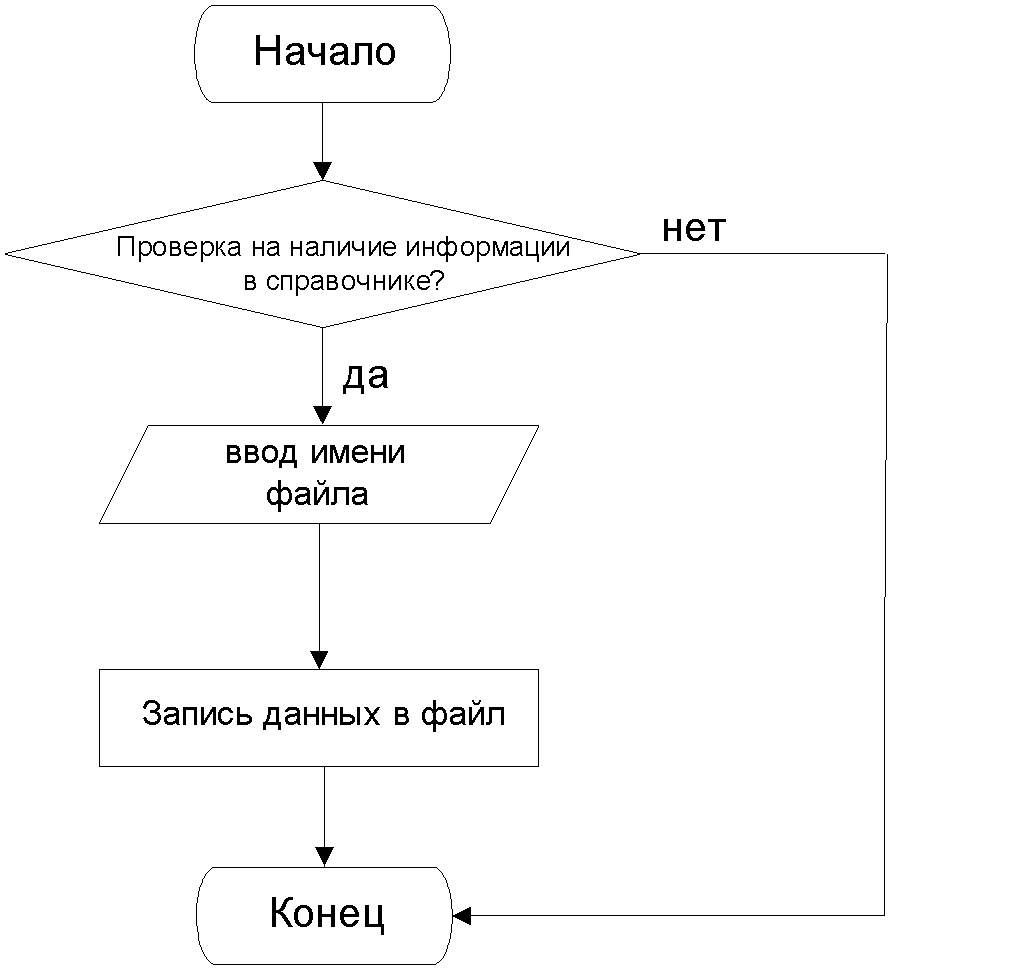 Начало
нет
Проверка на наличие информации
в справочнике?
да
ввод имени
файла
Запись данных в файл
Конец